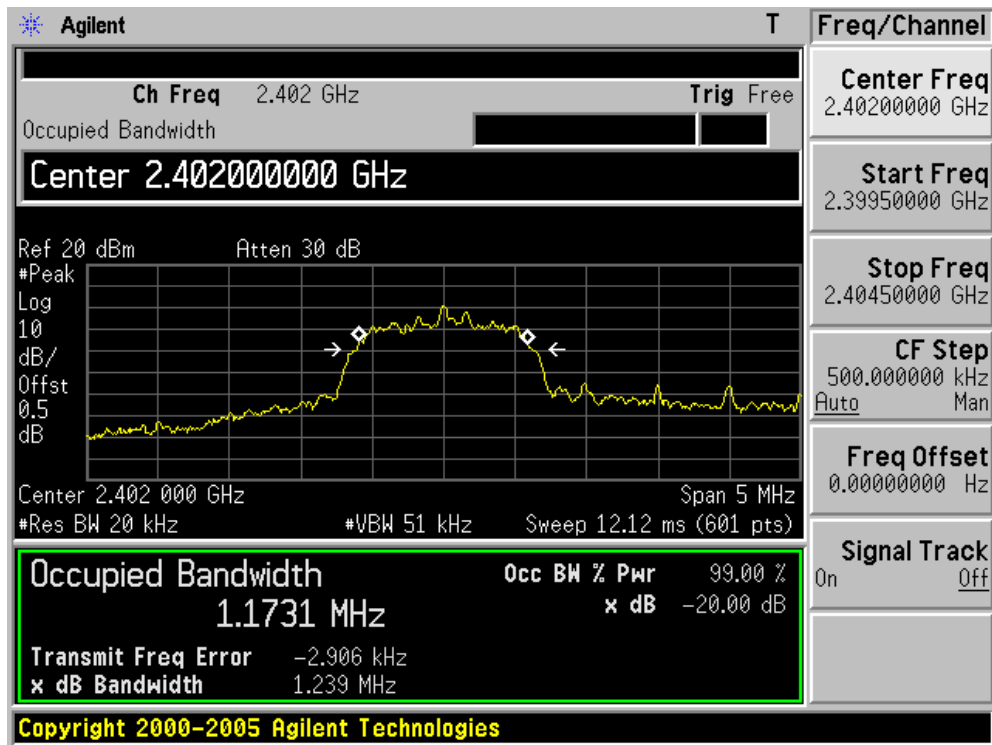 Agilent T Freq/Channel
Ch Freq 2.402 GHz Trig Free
Occupied Bandwidth
Center 2.402000000 GHz
Ref 20 dBm Atten 30 dB
#Peak
Log
10
dB/
Offst
0.5
dB
Center 2.402 000 GHz Span 5 MHz
#Res BW 20 kHz #VBW 51 kHz Sweep 12.12 ms (601 pts)
Occupied Bandwidth Occ BW % Pwr 99.00 %
1.1731 MHz x dB -20.00 dB
Transmit Freq Error -2.906 kHz
x dB Bandwidth 1.239 MHz
Copyright 2000-2005 Agilent Technologies
Center Freq
2.40200000 GHz
Start Freq
2.39950000 GHz
Stop Freq
2.40450000 GHz
CF Step
500.000000 kHz
Auto Man
Freq Offset
0.00000000 Hz
Signal Track
On Off